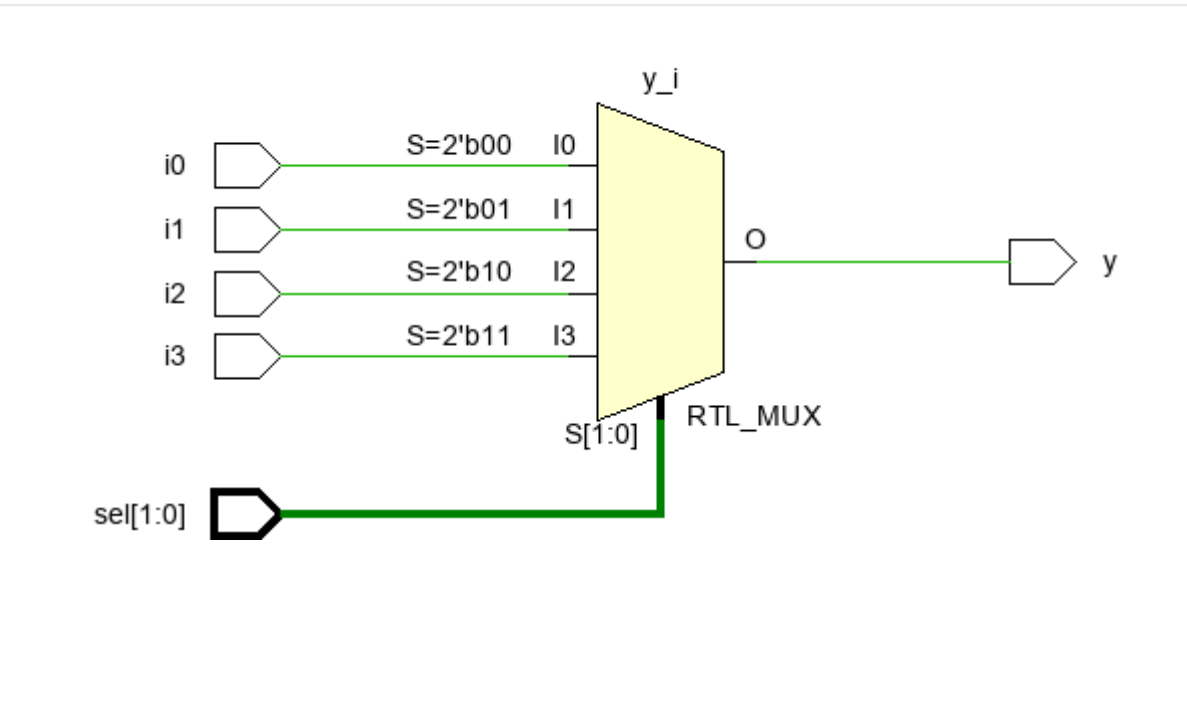 y_i
i0 S=2'b00 I0
i1 S=2'b01 I1
O
y
i2 S=2'b10 I2
i3 S=2'b11 I3
RTL_MUX
S[1:0]
sel[1:0]